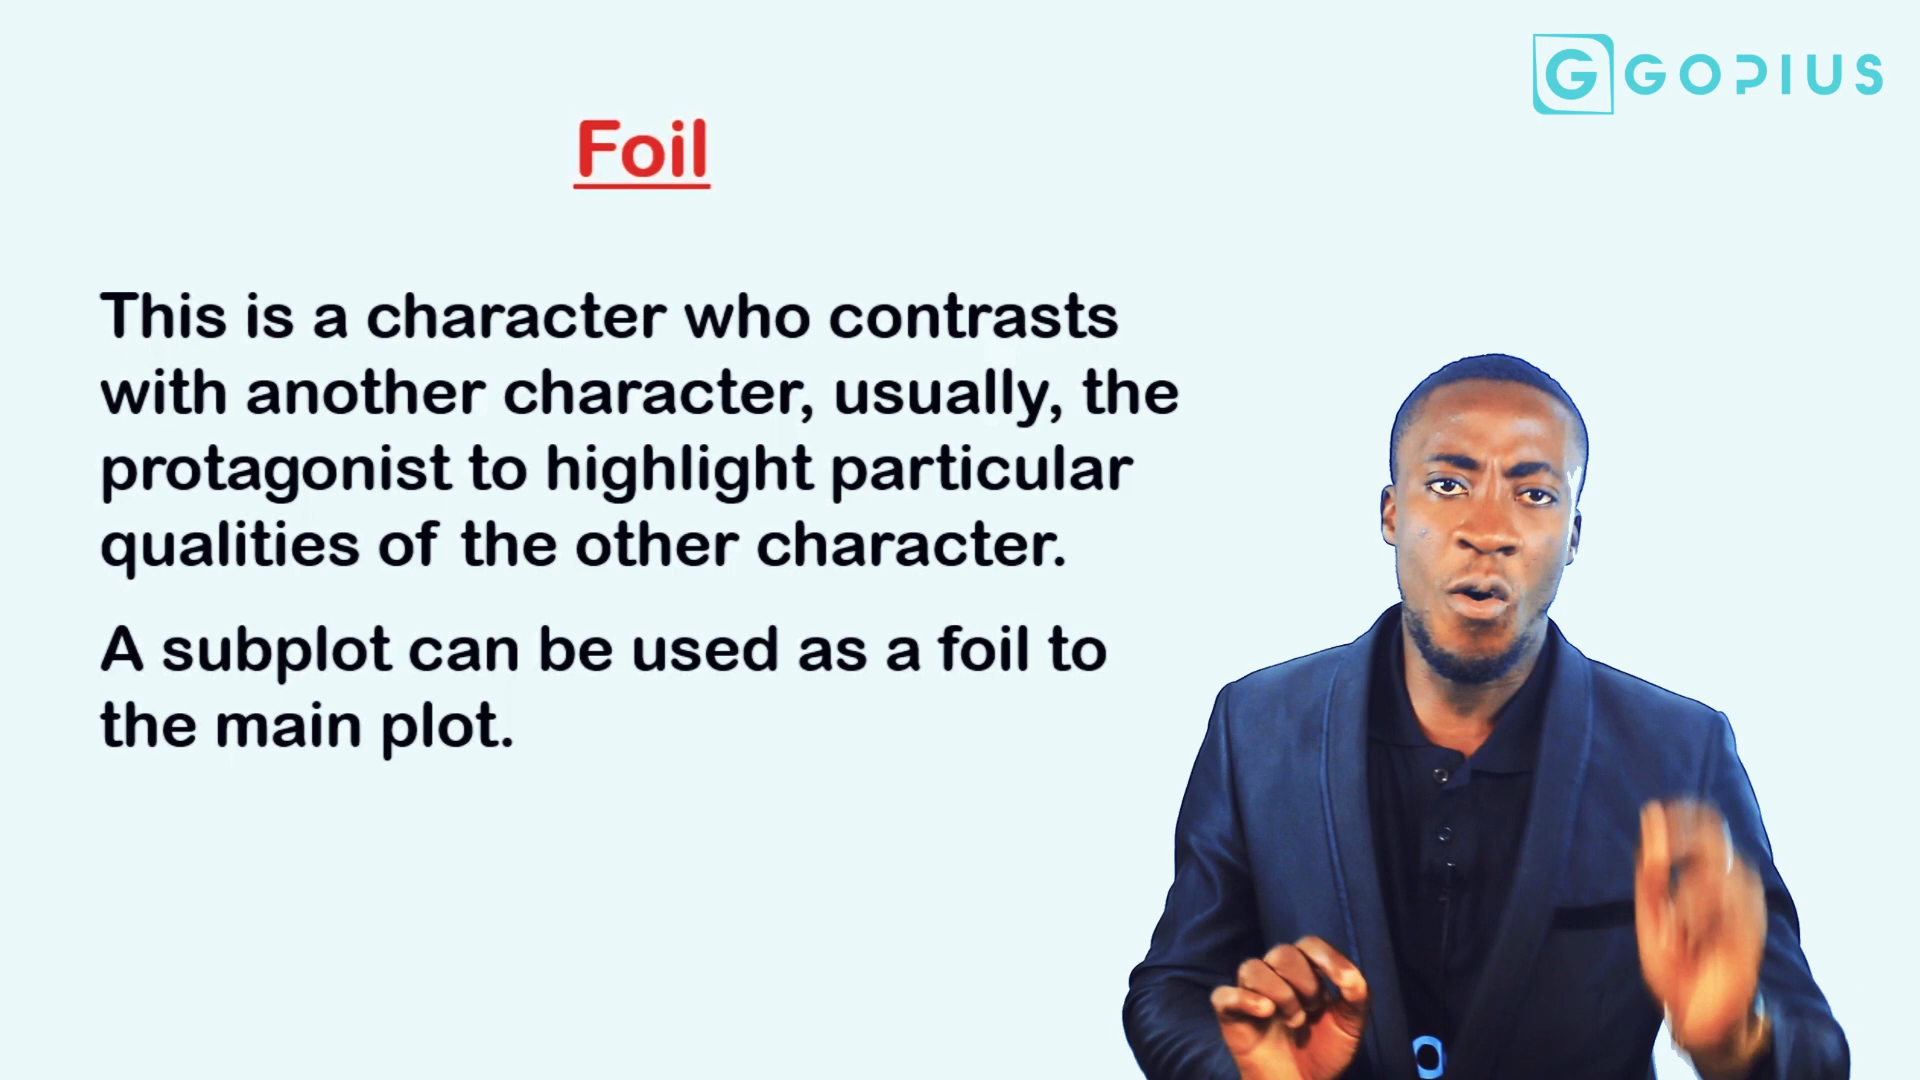 GOPIUS
Foil
This is a character who contrasts
with another character, usually, the
protagonist to highlight particular
qualities of the other character.
A subplot can be used as a foil to
the main plot.